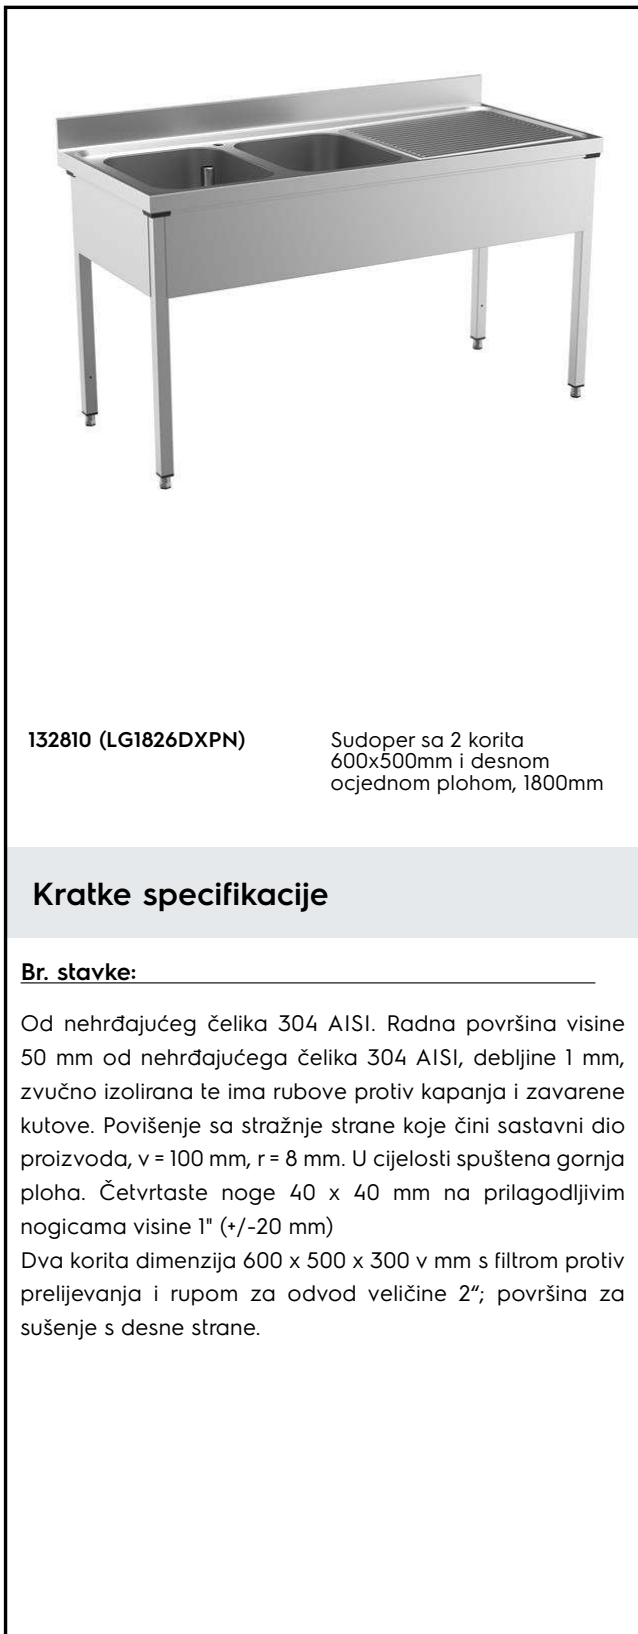 132810 (LG1826DXPN)
Sudoper sa 2 korita
600x500mm i desnom
ocjednom plohom, 1800mm
Kratke specifikacije
Br. stavke:
Od nehrđajućeg čelika 304 AISI. Radna površina visine
50 mm od nehrđajućega čelika 304 AISI, debljine 1 mm,
zvučno izolirana te ima rubove protiv kapanja i zavarene
kutove. Povišenje sa stražnje strane koje čini sastavni dio
proizvoda, v = 100 mm, r = 8 mm. U cijelosti spuštena gornja
ploha. Četvrtaste noge 40 x 40 mm na prilagodljivim
nogicama visine 1" (+/-20 mm)
Dva korita dimenzija 600 x 500 x 300 v mm s filtrom protiv
prelijevanja i rupom za odvod veličine 2“; površina za
sušenje s desne strane.